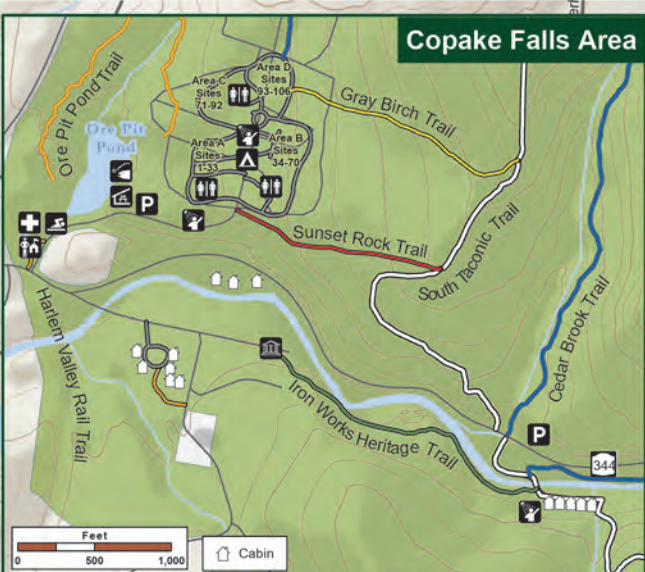 Copake Falls Area
Ore Pit Pond Trail
Ore Pit
Pond
Area C
Sites
71-92
Area D
Sites
93-106
Gray Birch Trail
Area A
Sites
1-33
Area B
Sites
34-70
P
Sunset Rock Trail
South Taconic Trail
Cedar Brook Trail
Harlem Valley Rail Trail
Iron Works Heritage Trail
P
344
Feet
0 500 1,000
Cabin